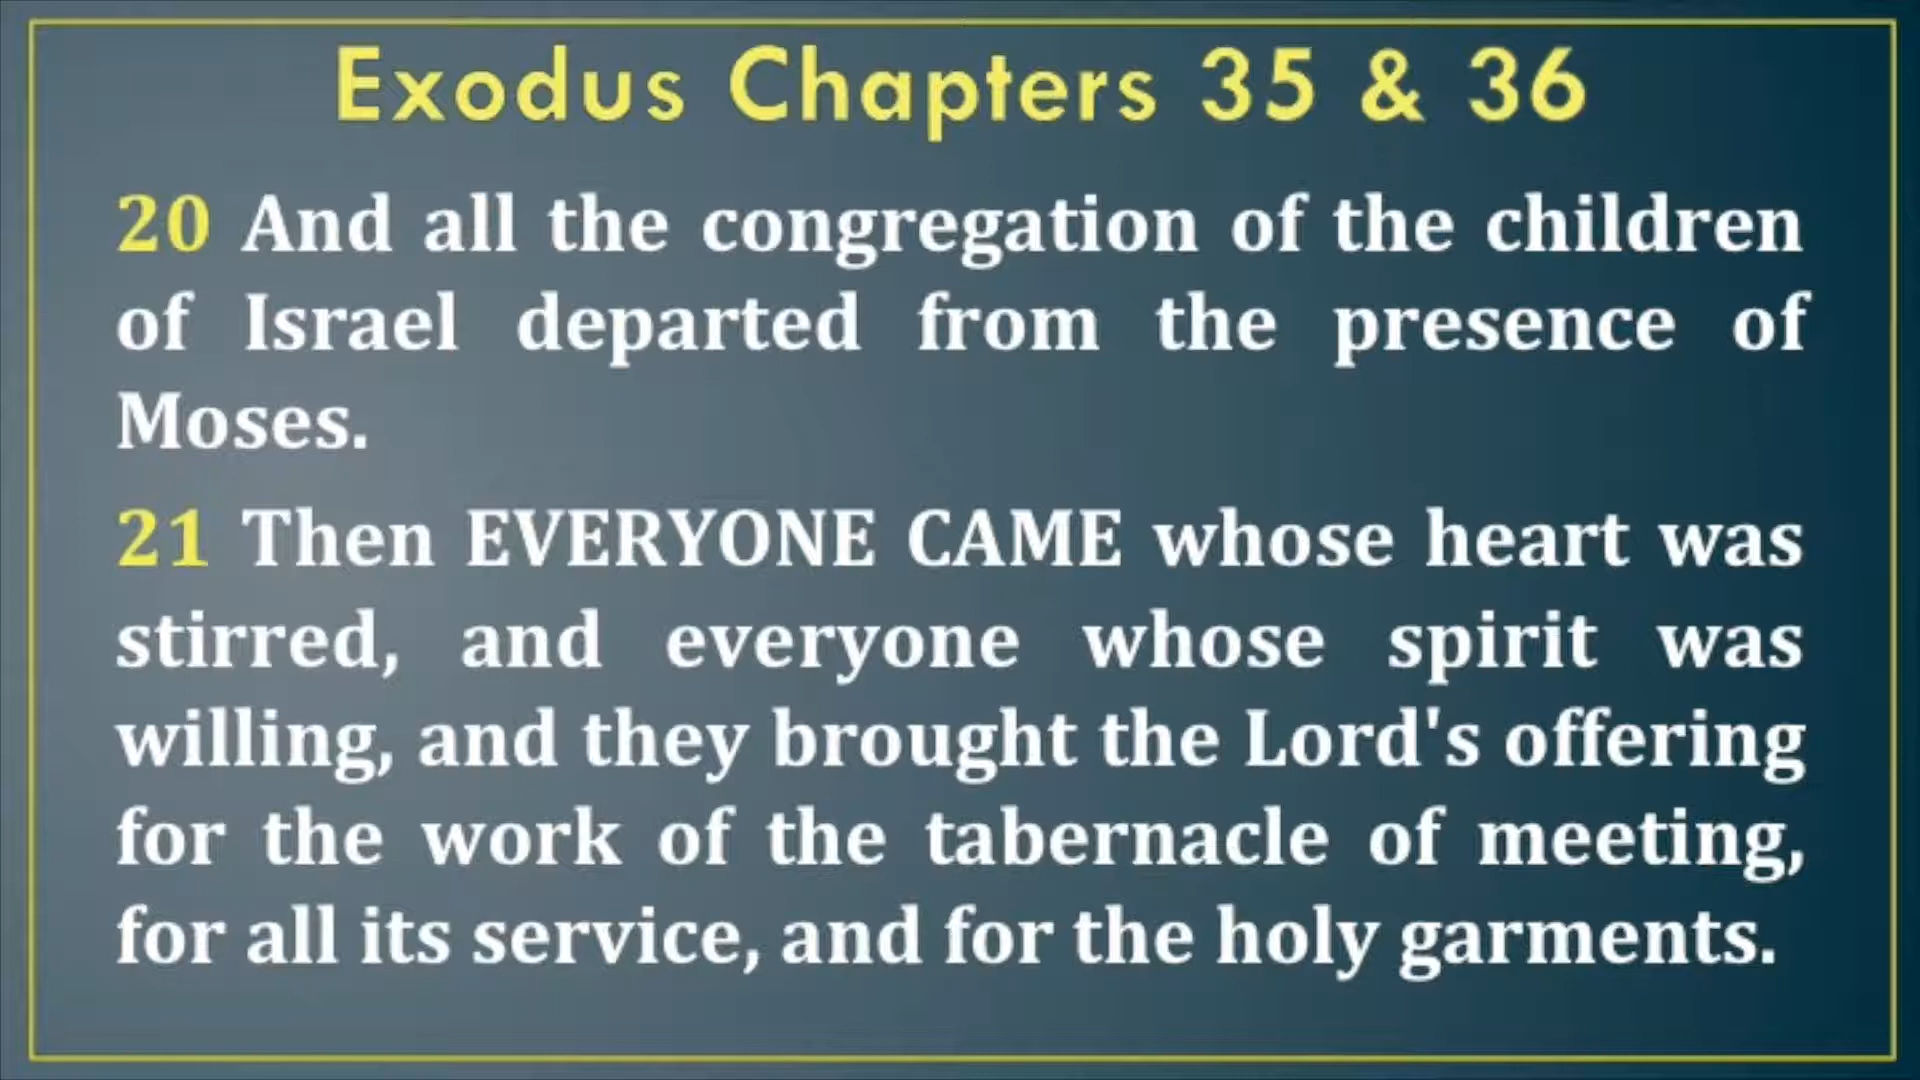 Exodus Chapters 35 & 36
20 And all the congregation of the children
of Israel departed from the presence of
Moses.
21 Then EVERYONE CAME whose heart was
stirred, and everyone whose spirit was
willing, and they brought the Lord's offering
for the work of the tabernacle of meeting,
for all its service, and for the holy garments.